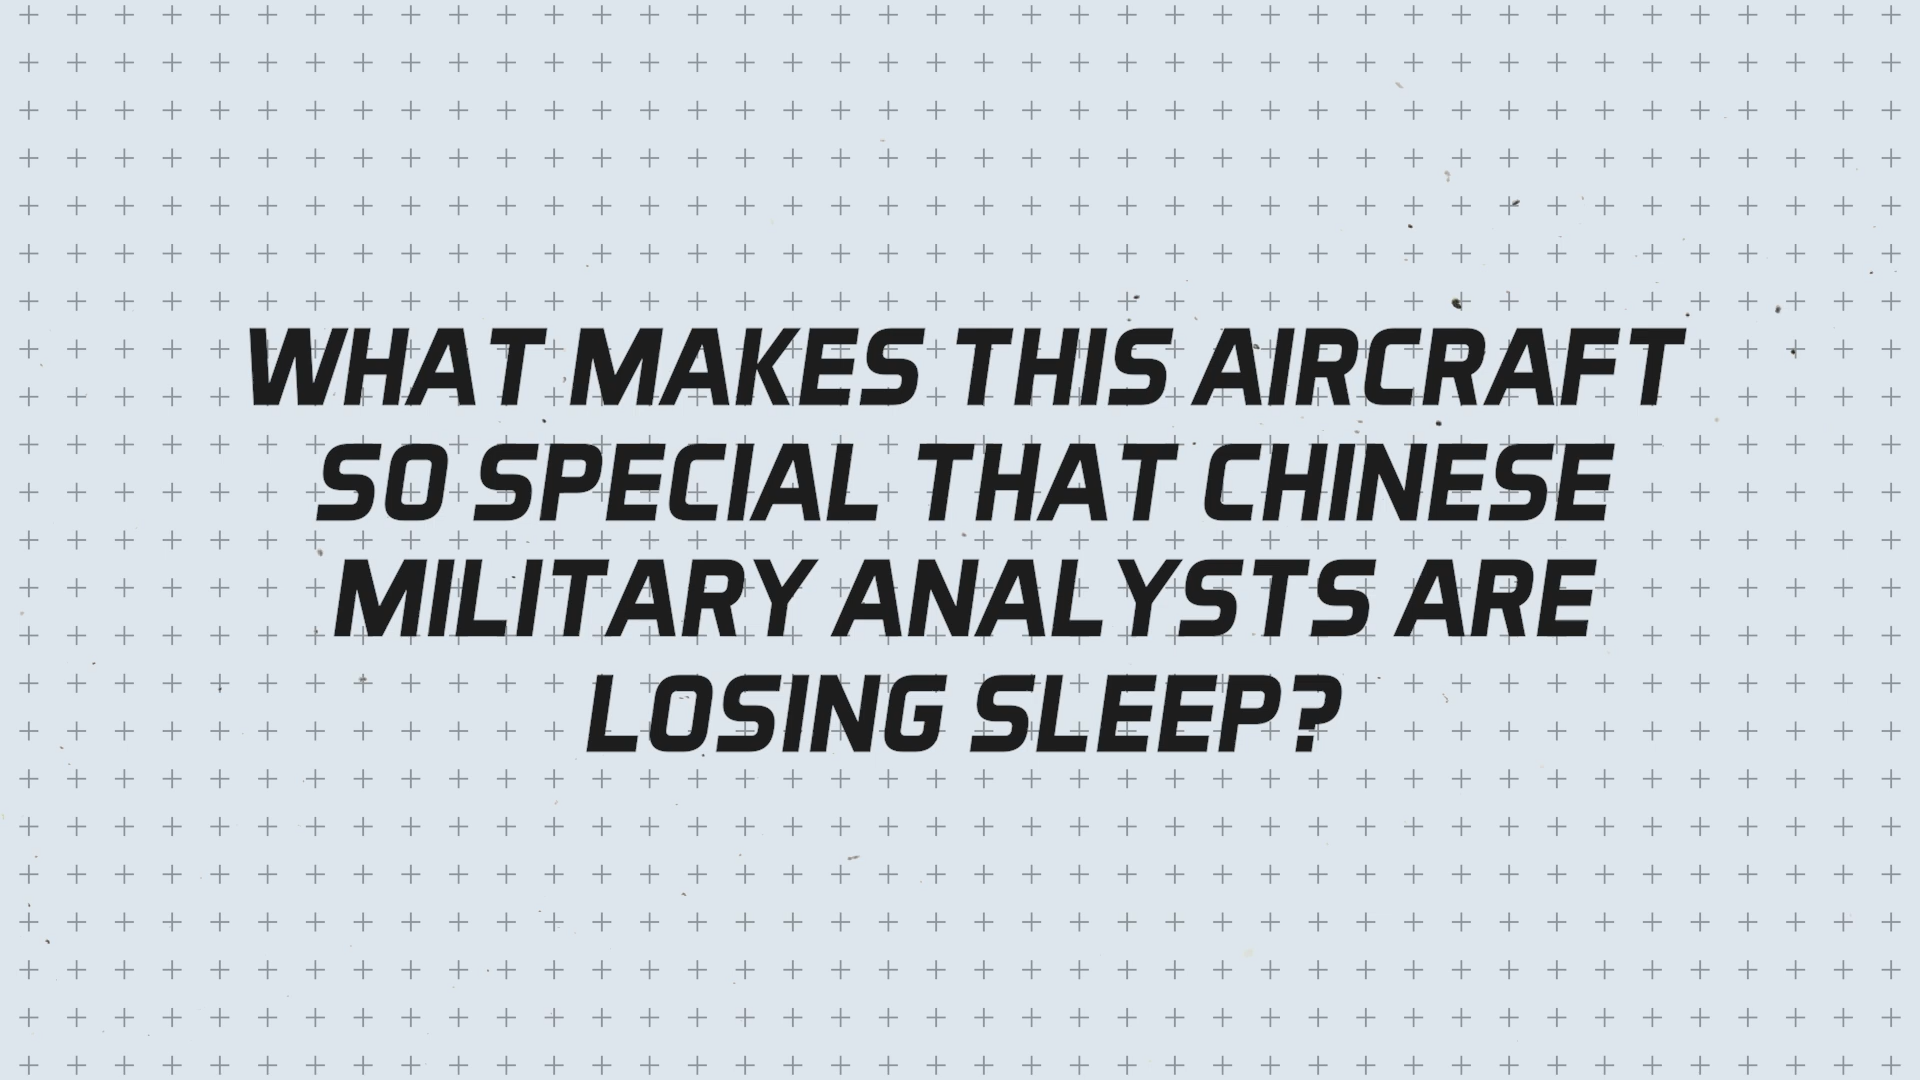 WHAT MAKES THIS AIRCRAFT
SO SPECIAL THAT CHINESE
MILITARY ANALYSTS ARE
LOSING SLEEP?